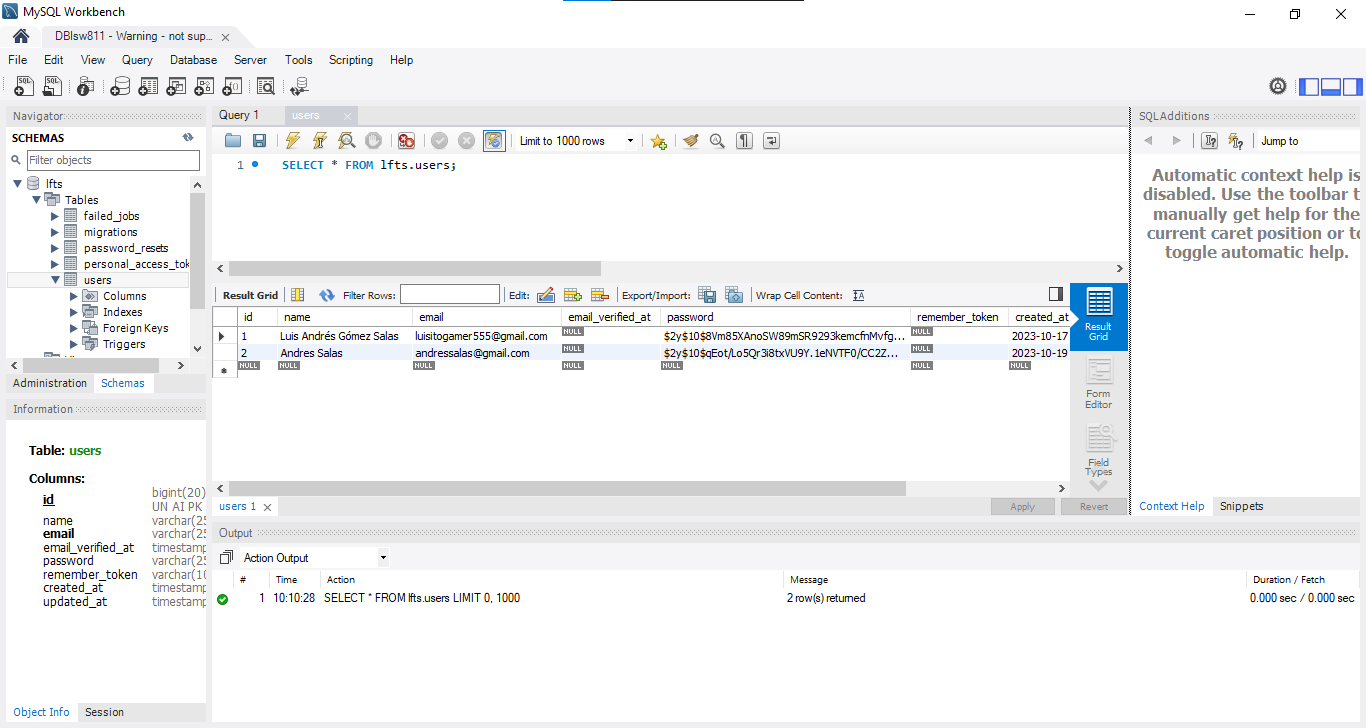 MySQL Workbench
DBIsw811 - Warning - not sup...
File Edit View Query Database Server Tools Scripting Help
Navigator
SCHEMAS
Filter objects
lfts
Tables
failed_jobs
migrations
password_resets
personal_access_tok
users
Columns
Indexes
Foreign Keys
Triggers
Administration Schemas
Information
Table: users
Columns:
id bigint(20)
UN AI PK
name varchar(25
email varchar(25
email_verified_at timestamp
password varchar(25
remember_token varchar(10
created_at timestamp
updated_at timestamp
Object Info Session
Query 1 users
Limit to 1000 rows
1 SELECT * FROM lfts.users;
Result Grid Filter Rows: Edit: Export/Import: Wrap Cell Content:
id name email email_verified_at password remember_token created_at
1 Luis Andrés Gómez Salas luisitogamer555@gmail.com NULL $2y$10$8Vm85XAnoSW89mSR9293kemcfnMvfg... NULL 2023-10-17
2 Andres Salas andressalas@gmail.com NULL $2y$10$qEot/Lo5Qr3i8txVU9Y.1eNVTF0/CC2Z... NULL 2023-10-19
NULL NULL NULL NULL NULL NULL NULL
Result
Grid
Form
Editor
Field
Types
users 1 Apply Revert
SQLAdditions
Jump to
Automatic context help is
disabled. Use the toolbar t
manually get help for the
current caret position or to
toggle automatic help.
Context Help Snippets
Output
Action Output
# Time Action Message Duration / Fetch
1 10:10:28 SELECT * FROM lfts.users LIMIT 0, 1000 2 row(s) returned 0.000 sec / 0.000 sec